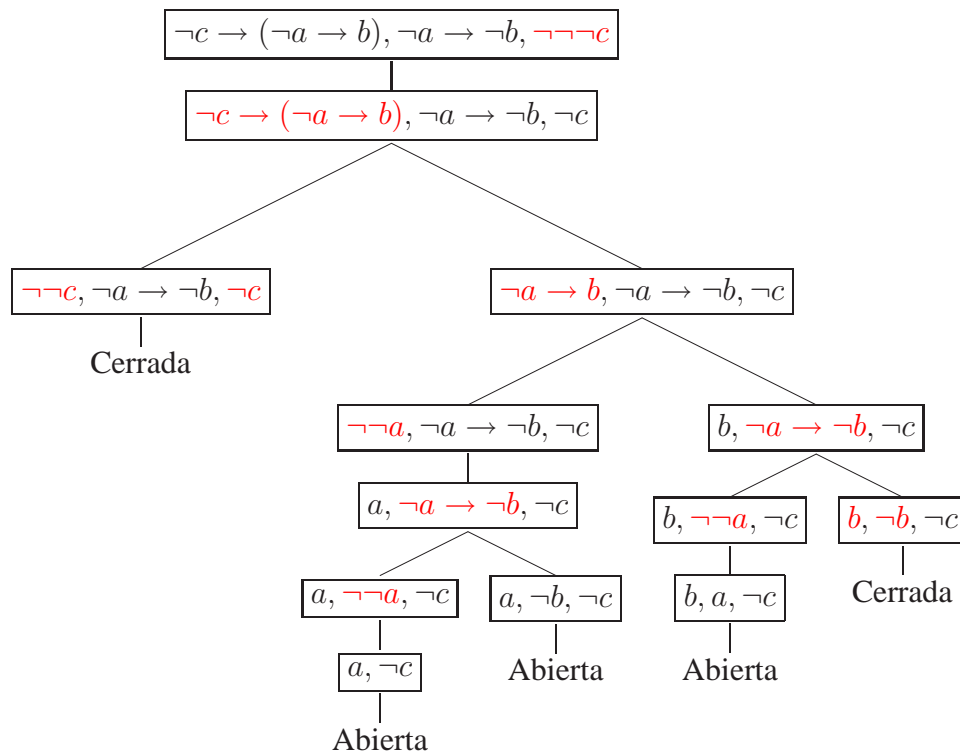 ¬c → (¬a → b), ¬a → ¬b, ¬¬¬c
¬c → (¬a → b), ¬a → ¬b, ¬c
¬¬c, ¬a → ¬b, ¬c
¬a → b, ¬a → ¬b, ¬c
Cerrada
¬¬a, ¬a → ¬b, ¬c
b, ¬a → ¬b, ¬c
a, ¬a → ¬b, ¬c
b, ¬¬a, ¬c
b, ¬b, ¬c
a, ¬¬a, ¬c
a, ¬b, ¬c
b, a, ¬c
Cerrada
a, ¬c
Abierta
Abierta
Abierta